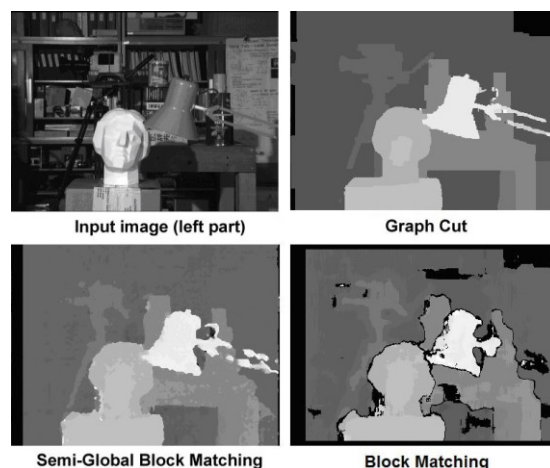 Input image (left part)
Graph Cut
Semi-Global Block Matching
Block Matching